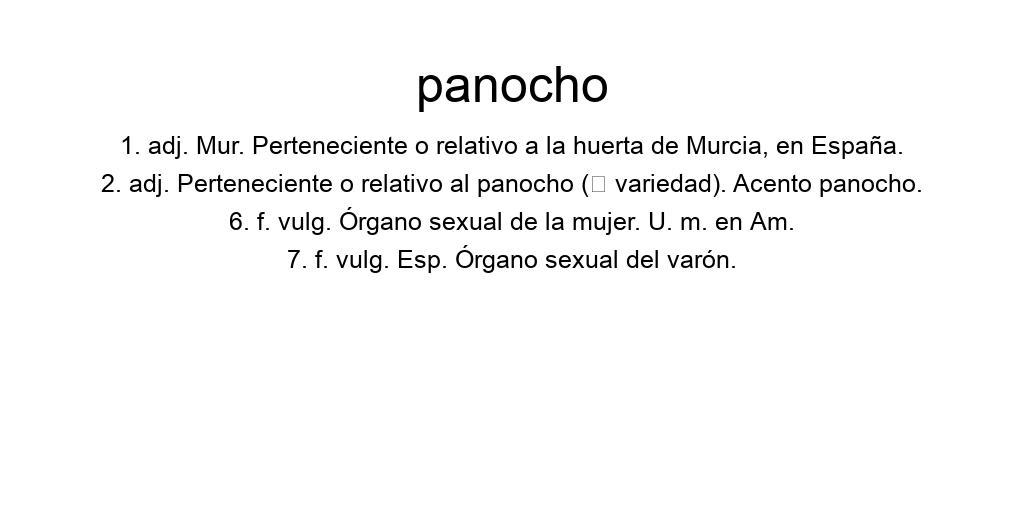 panocho
1. adj. Mur. Perteneciente o relativo a la huerta de Murcia, en España.
2. adj. Perteneciente o relativo al panocho (□ variedad). Acento panocho.
6. f. vulg. Órgano sexual de la mujer. U. m. en Am.
7. f. vulg. Esp. Órgano sexual del varón.